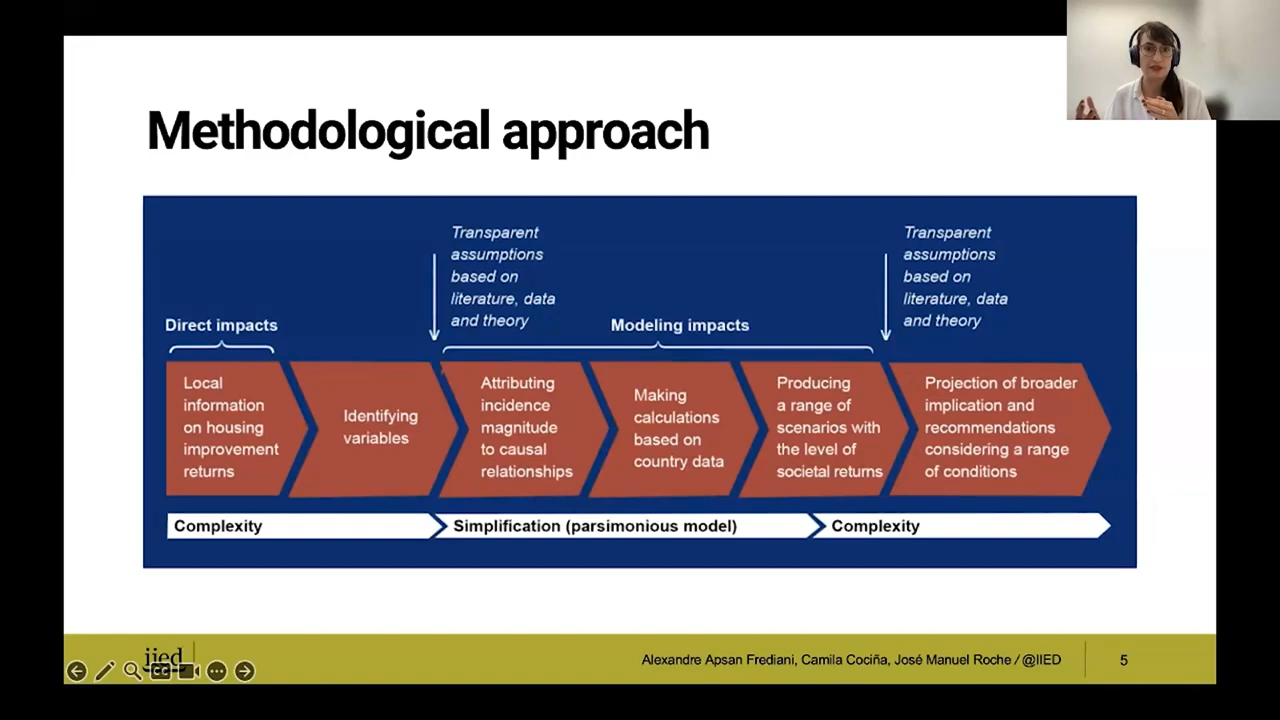 Methodological approach
Transparent
assumptions
based on
literature, data
and theory
Transparent
assumptions
based on
literature, data
and theory
Direct impacts
Modeling impacts
Local
information
on housing
improvement
returns
Identifying
variables
Attributing
incidence
magnitude
to causal
relationships
Making
calculations
based on
country data
Producing
a range of
scenarios with
the level of
societal returns
Projection of broader
implication and
recommendations
considering a range
of conditions
Complexity
Simplification (parsimonious model)
Complexity
iied
CC
Alexandre Apsan Frediani, Camila Cociña, José Manuel Roche / @IIED
5